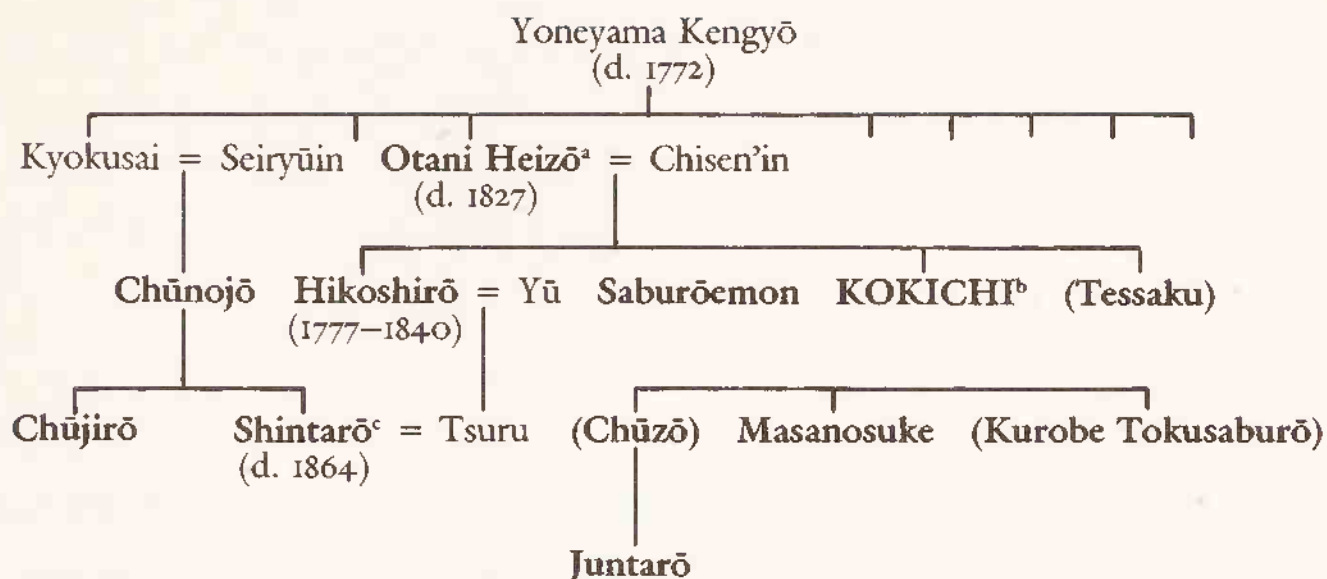 Yoneyama Kengyō
(d. 1772)
Kyokusai = Seiryūin Otani Heizōᵃ = Chisen’in
(d. 1827)
Chūnojō Hikoshirō = Yū Saburōemon KOKICHIᵇ (Tessaku)
(1777–1840)
Chūjirō Shintarōᶜ = Tsuru (Chūzō) Masanosuke (Kurobe Tokusaburō)
(d. 1864)
Juntarō